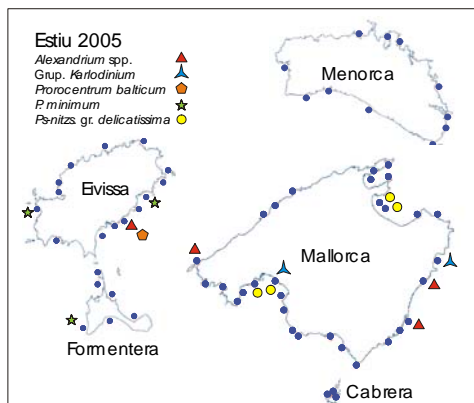 Estiu 2005
Alexandrium spp.
Grup. Karlodinium
Prorocentrum balticum
P. minimum
Ps-nitzs. gr. delicatissima
Menorca
Eivissa
Mallorca
Formentera
Cabrera